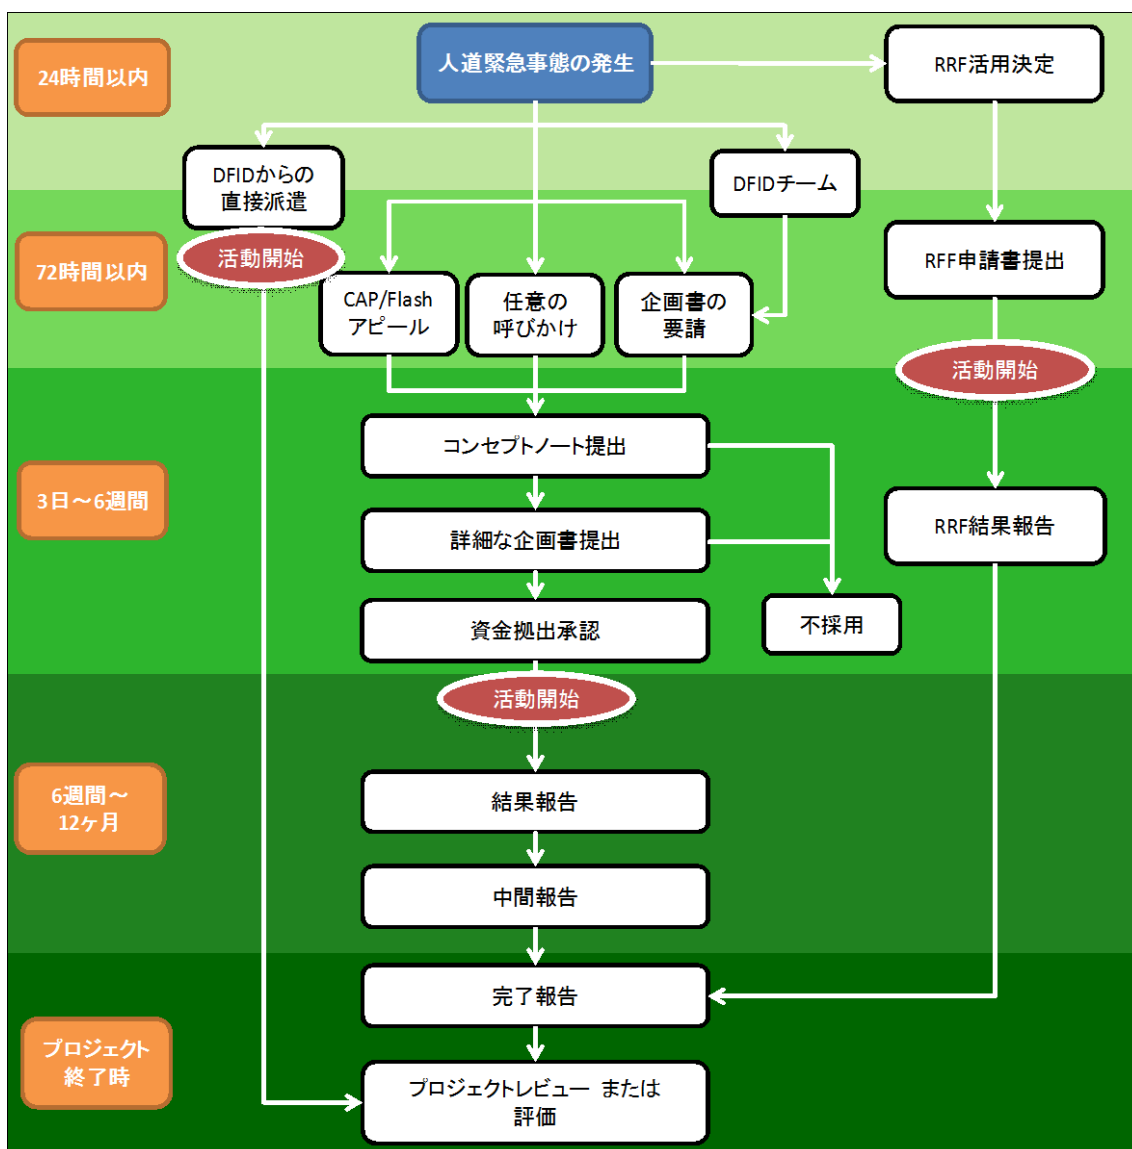 24時間以内
人道緊急事態の発生
RRF活用決定
DFIDからの
直接派遣
DFIDチーム
72時間以内
活動開始
RFF申請書提出
CAP/Flash
アピール
任意の
呼びかけ
企画書の
要請
活動開始
3日～6週間
コンセプトノート提出
詳細な企画書提出
RRF結果報告
資金拠出承認
不採用
活動開始
6週間～
12ヶ月
結果報告
中間報告
プロジェクト
終了時
完了報告
プロジェクトレビュー または
評価